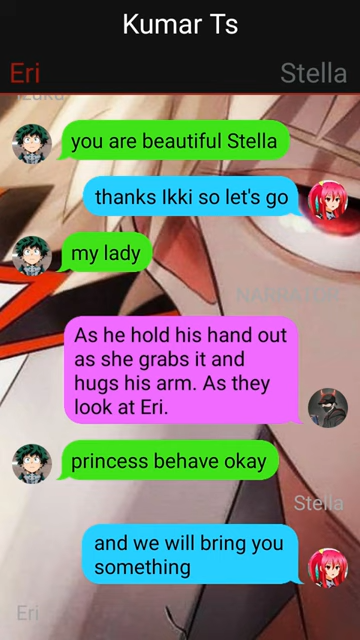 Kumar Ts
Eri
Stella
Izuku
you are beautiful Stella
thanks Ikki so let's go
my lady
NARRATOR
As he hold his hand out
as she grabs it and
hugs his arm. As they
look at Eri.
princess behave okay
Stella
and we will bring you
something
Eri